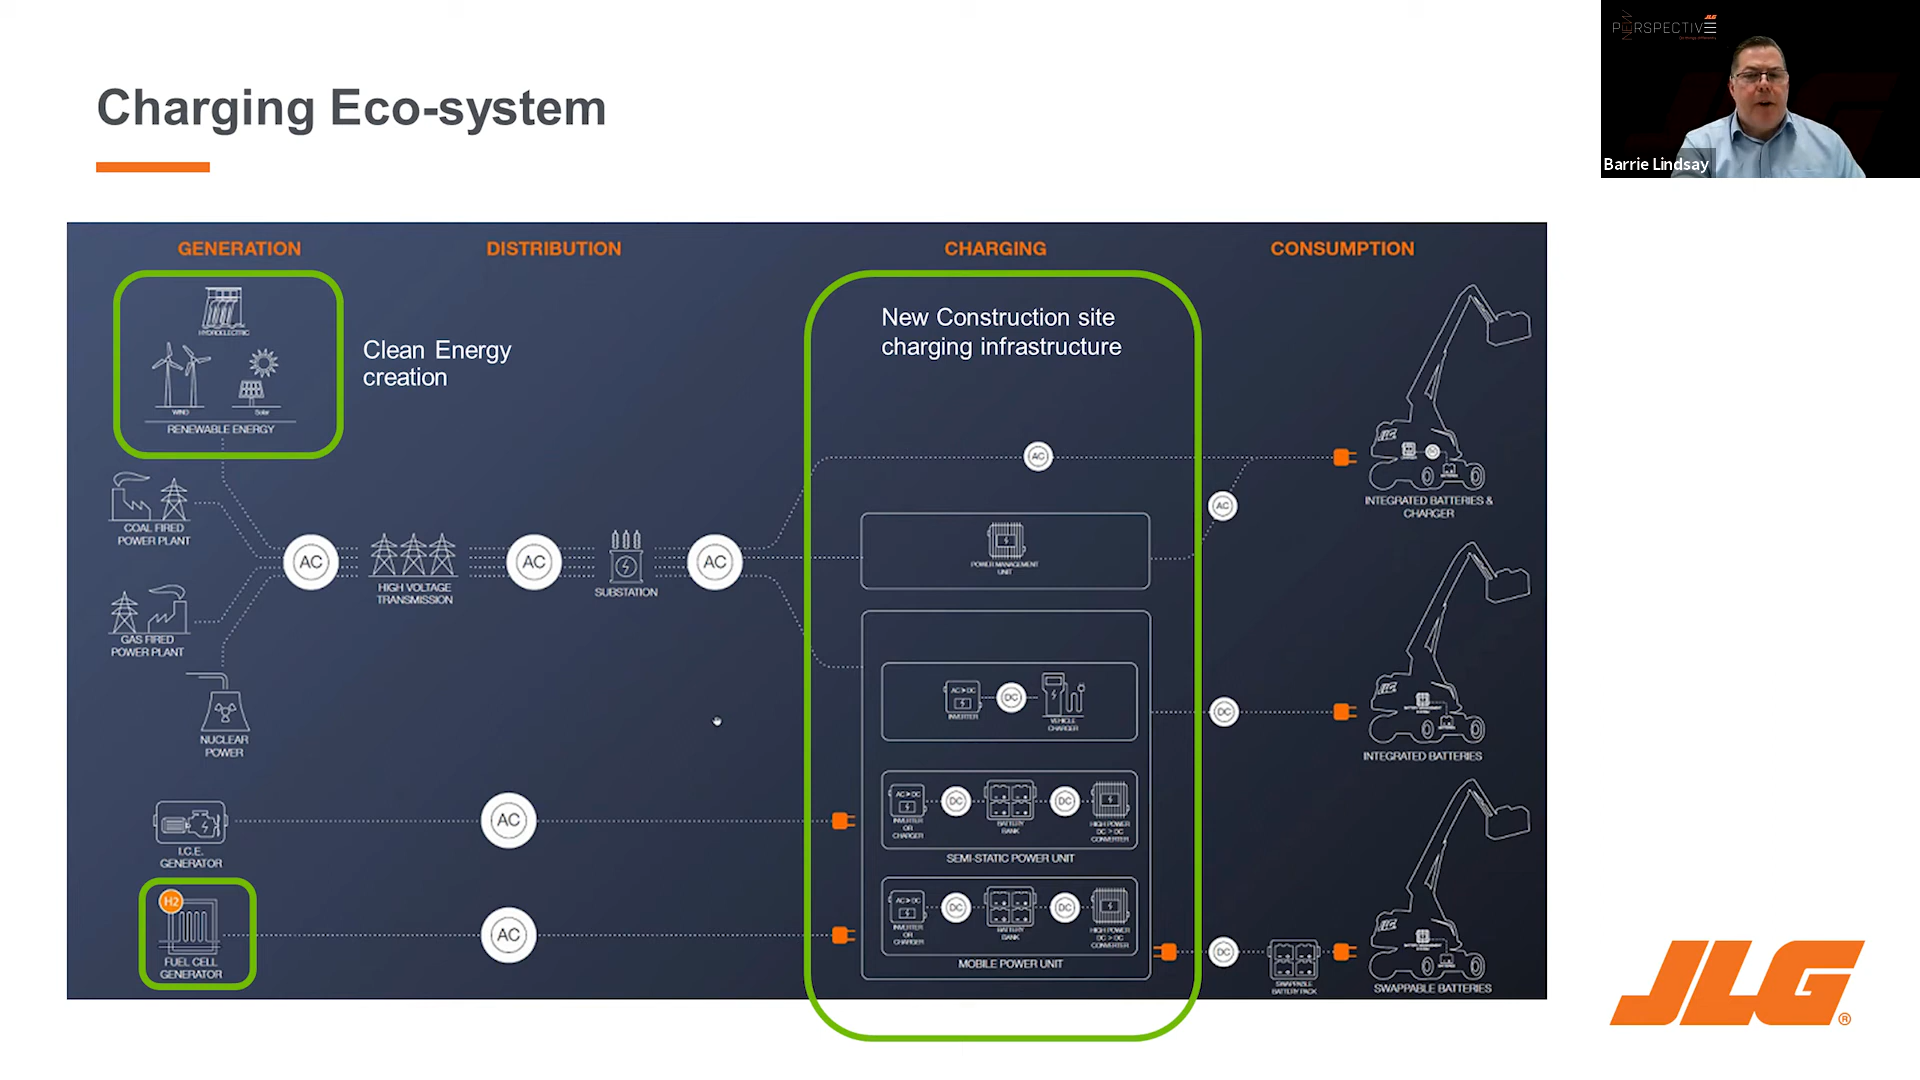 Charging Eco-system
NEW
PERSPECTIVE
JLG
Barrie Lindsay
GENERATION
DISTRIBUTION
CHARGING
CONSUMPTION
HYDROELECTRIC
WIND
Solar
RENEWABLE ENERGY
Clean Energy
creation
New Construction site
charging infrastructure
COAL FIRED
POWER PLANT
GAS FIRED
POWER PLANT
NUCLEAR
POWER
AC
HIGH VOLTAGE
TRANSMISSION
AC
SUBSTATION
AC
AC
POWER MANAGEMENT
UNIT
AC
JLG
INTEGRATED BATTERIES &
CHARGER
AC > DC
INVERTER
DC
VEHICLE
CHARGER
DC
JLG
INTEGRATED BATTERIES
I.C.E.
GENERATOR
AC
AC > DC
INVERTER
OR
CHARGER
DC
BATTERY
BANK
DC
HIGH POWER
DC > DC
CONVERTER
SEMI-STATIC POWER UNIT
H2
FUEL CELL
GENERATOR
AC
AC > DC
INVERTER
OR
CHARGER
DC
BATTERY
BANK
DC
HIGH POWER
DC > DC
CONVERTER
MOBILE POWER UNIT
DC
SWAPPABLE
BATTERY PACK
JLG
SWAPPABLE BATTERIES
JLG®